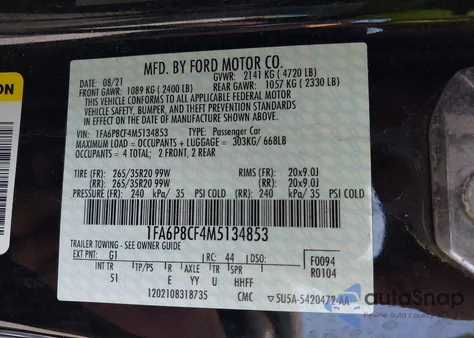 MFD. BY FORD MOTOR CO.
08/21 GVWR: 2141 KG (4720 LB)
FRONT GAWR: 1089 KG (2400 LB) REAR GAWR: 1057 KG (2330 LB)
THIS VEHICLE CONFORMS TO ALL APPLICABLE FEDERAL MOTOR
VEHICLE SAFETY, BUMPER, AND THEFT PREVENTION STANDARDS IN
EFFECT ON THE DATE OF MANUFACTURE SHOWN ABOVE.
VIN: 1FA6P8CF4M5134853 TYPE: Passenger Car
MAXIMUM LOAD = OCCUPANTS + LUGGAGE = 303KG/ 668LB
OCCUPANTS = 4 TOTAL; 2 FRONT, 2 REAR
TIRE (FR): 265/35R20 99W RIMS (FR): 20x9.0J
(RR): 265/35R20 99W (RR): 20x9.0J
PRESSURE (FR): 240 kPa/ 35 PSI COLD (RR): 240 kPa/ 35 PSI COLD
1FA6P8CF4M5134853
TRAILER TOWING - SEE OWNER GUIDE
EXT PNT: G1 RC: 44 DSO: F0094
R0104
INT TR TP/PS R AXLE TR SPR
51 E YY U HHFF
1202108318735 CMC 5U5A-5420472-AA
autoSnap
Pewne auto z USA